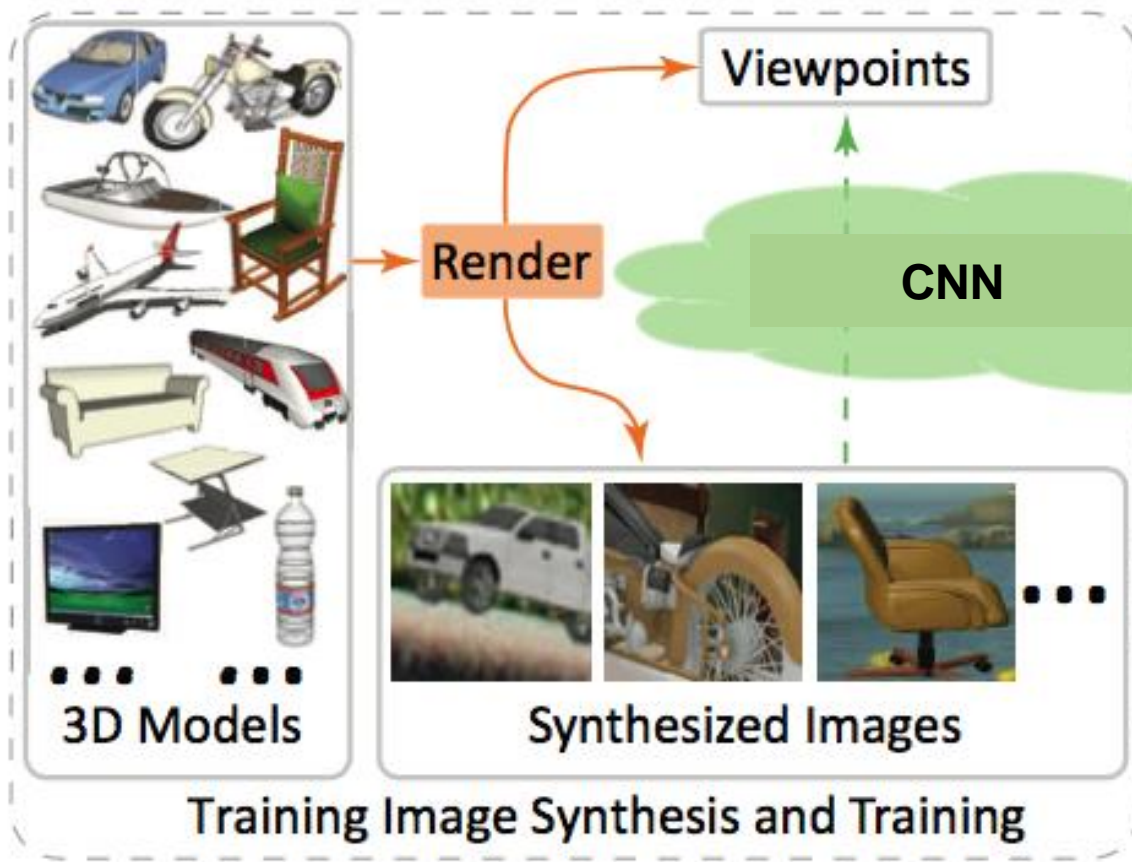 Viewpoints
Render
CNN
3D Models
Synthesized Images
Training Image Synthesis and Training